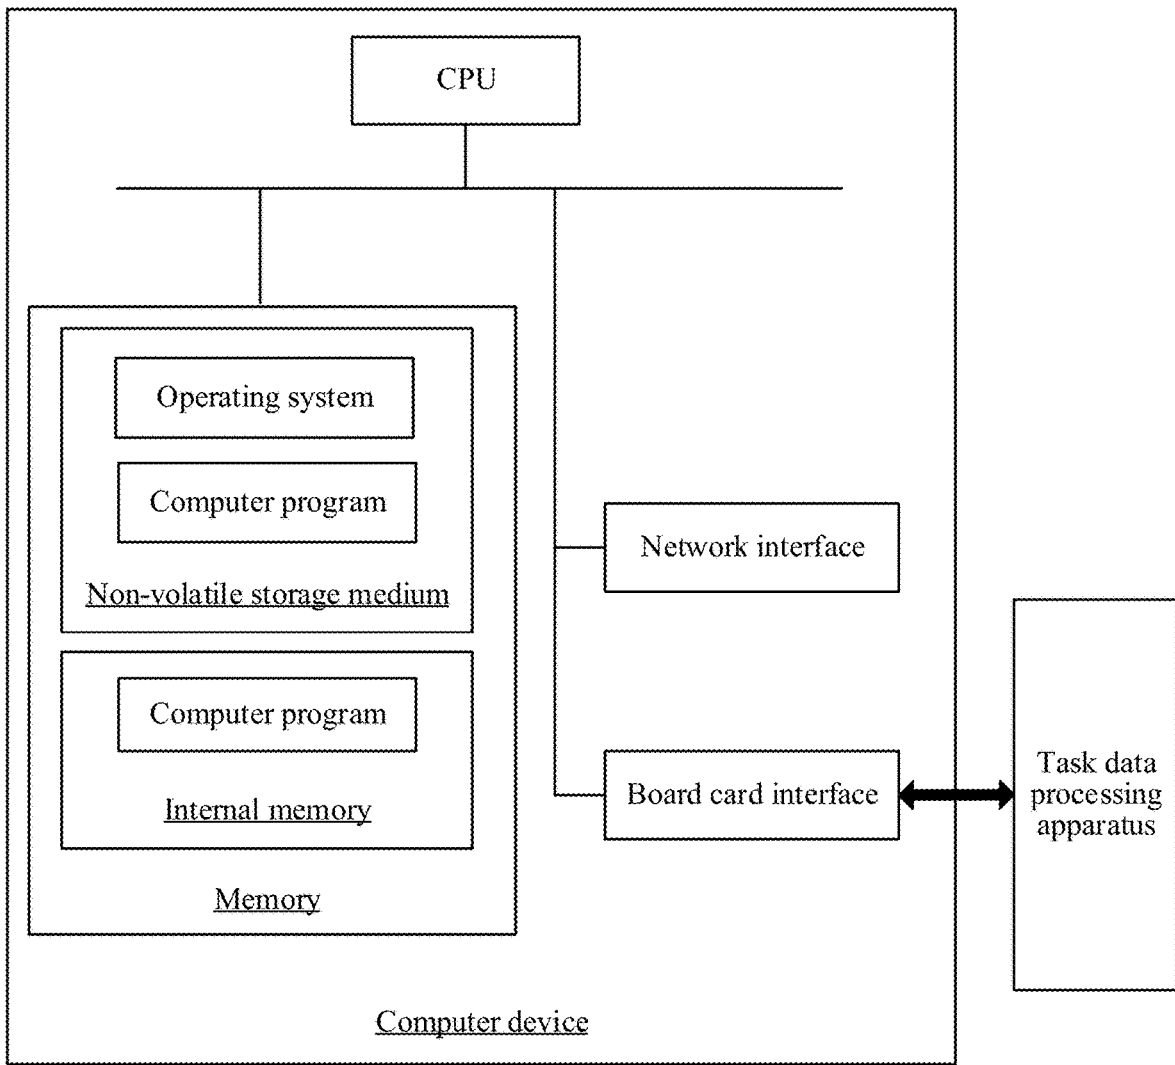 CPU
Operating system
Computer program
Non-volatile storage medium
Computer program
Internal memory
Memory
Network interface
Board card interface
Task data
processing
apparatus
Computer device